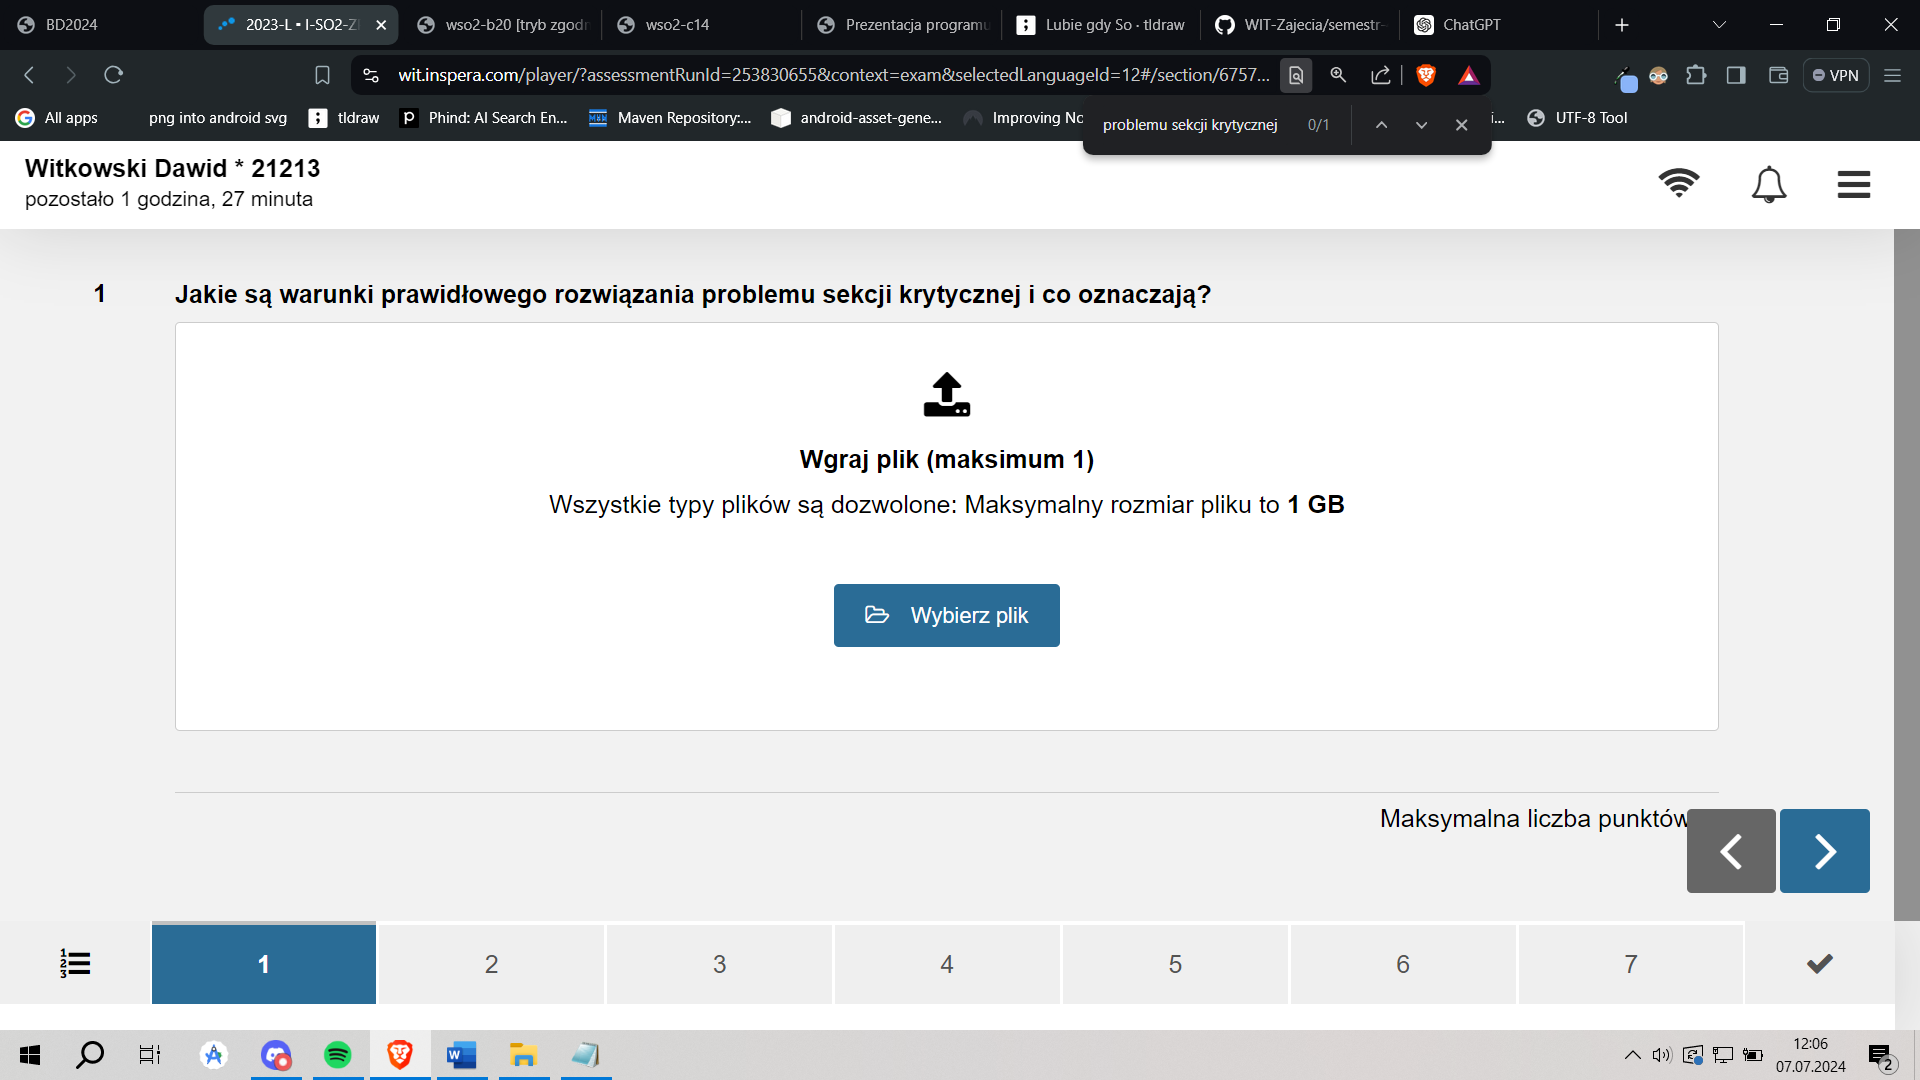 BD2024
2023-L ▪ I-SO2-Z
wso2-b20 [tryb zgodn
wso2-c14
Prezentacja programu
Lubie gdy So · tldraw
WIT-Zajecia/semestr-
ChatGPT
wit.inspera.com/player/?assessmentRunId=253830655&context=exam&selectedLanguageId=12#/section/6757...
VPN
All apps
png into android svg
tldraw
Phind: AI Search En...
Maven Repository:...
android-asset-gene...
Improving No
i...
UTF-8 Tool
problemu sekcji krytycznej 0/1
Witkowski Dawid * 21213
pozostało 1 godzina, 27 minuta
1 Jakie są warunki prawidłowego rozwiązania problemu sekcji krytycznej i co oznaczają?
Wgraj plik (maksimum 1)
Wszystkie typy plików są dozwolone: Maksymalny rozmiar pliku to 1 GB
Wybierz plik
Maksymalna liczba punktów
1 2 3 4 5 6 7
12:06
07.07.2024
2